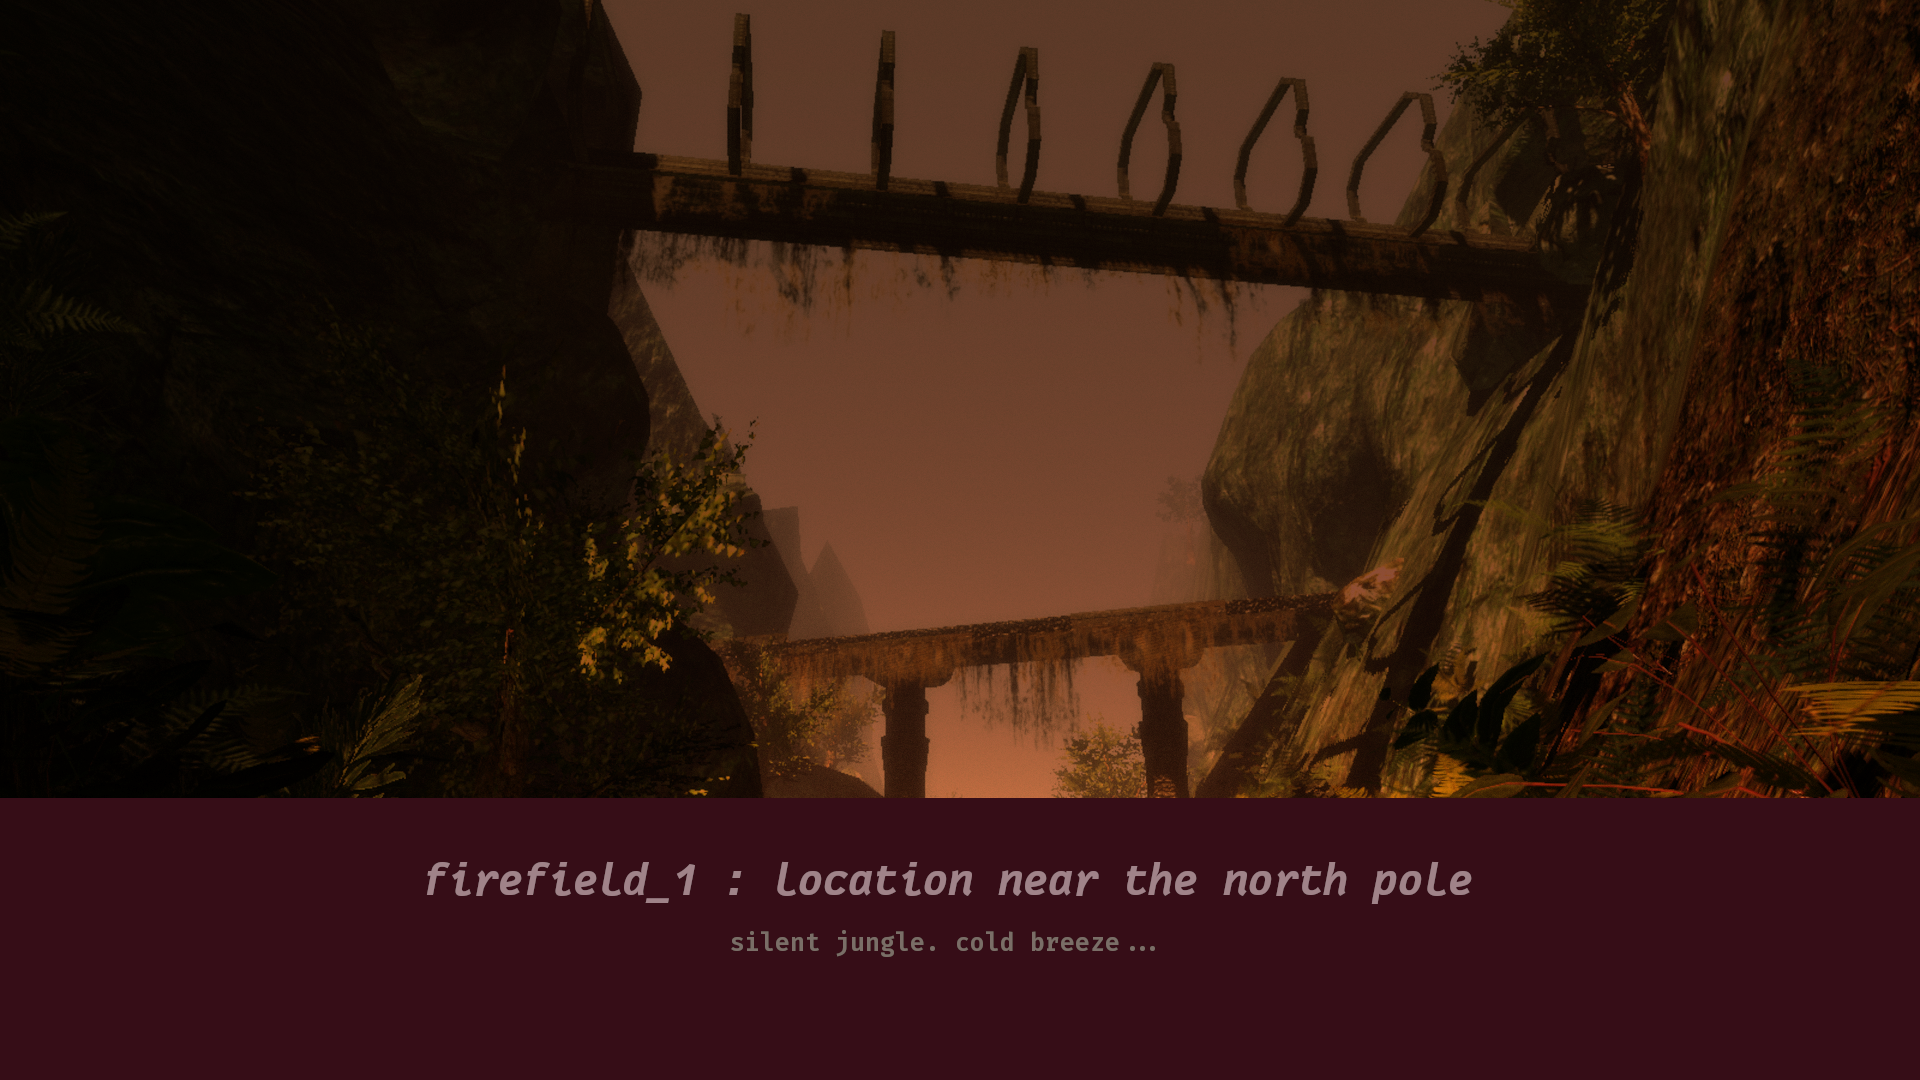 firefield_1 : location near the north pole
silent jungle. cold breeze...